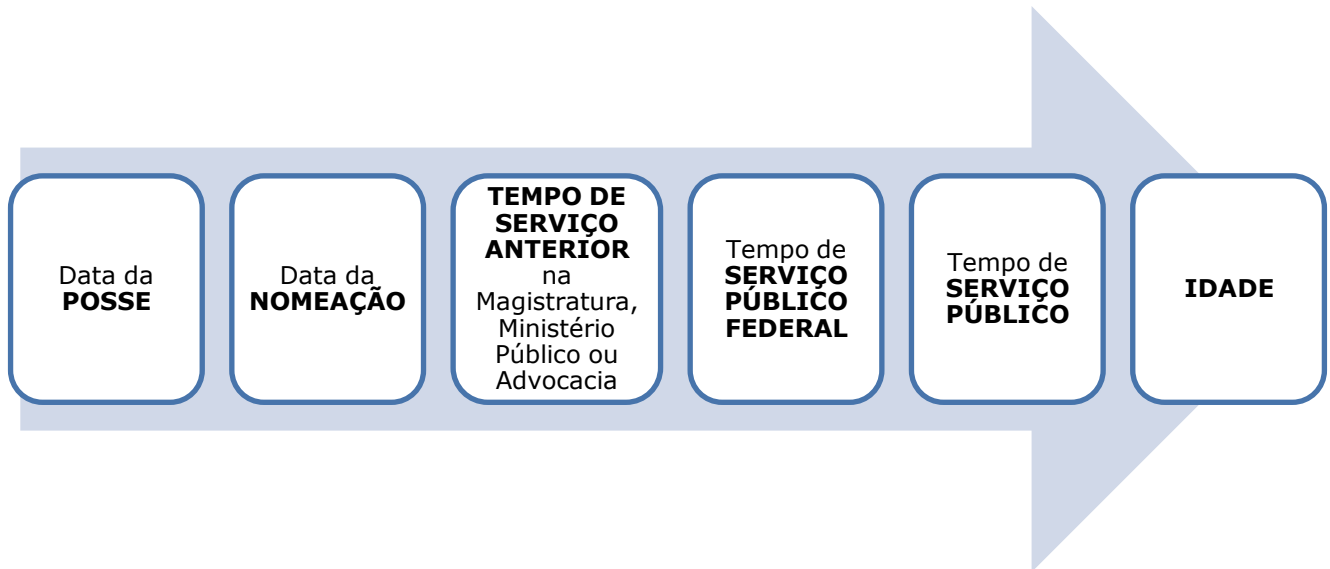 Data da
POSSE
Data da
NOMEAÇÃO
TEMPO DE
SERVIÇO
ANTERIOR
na
Magistratura,
Ministério
Público ou
Advocacia
Tempo de
SERVIÇO
PÚBLICO
FEDERAL
Tempo de
SERVIÇO
PÚBLICO
IDADE